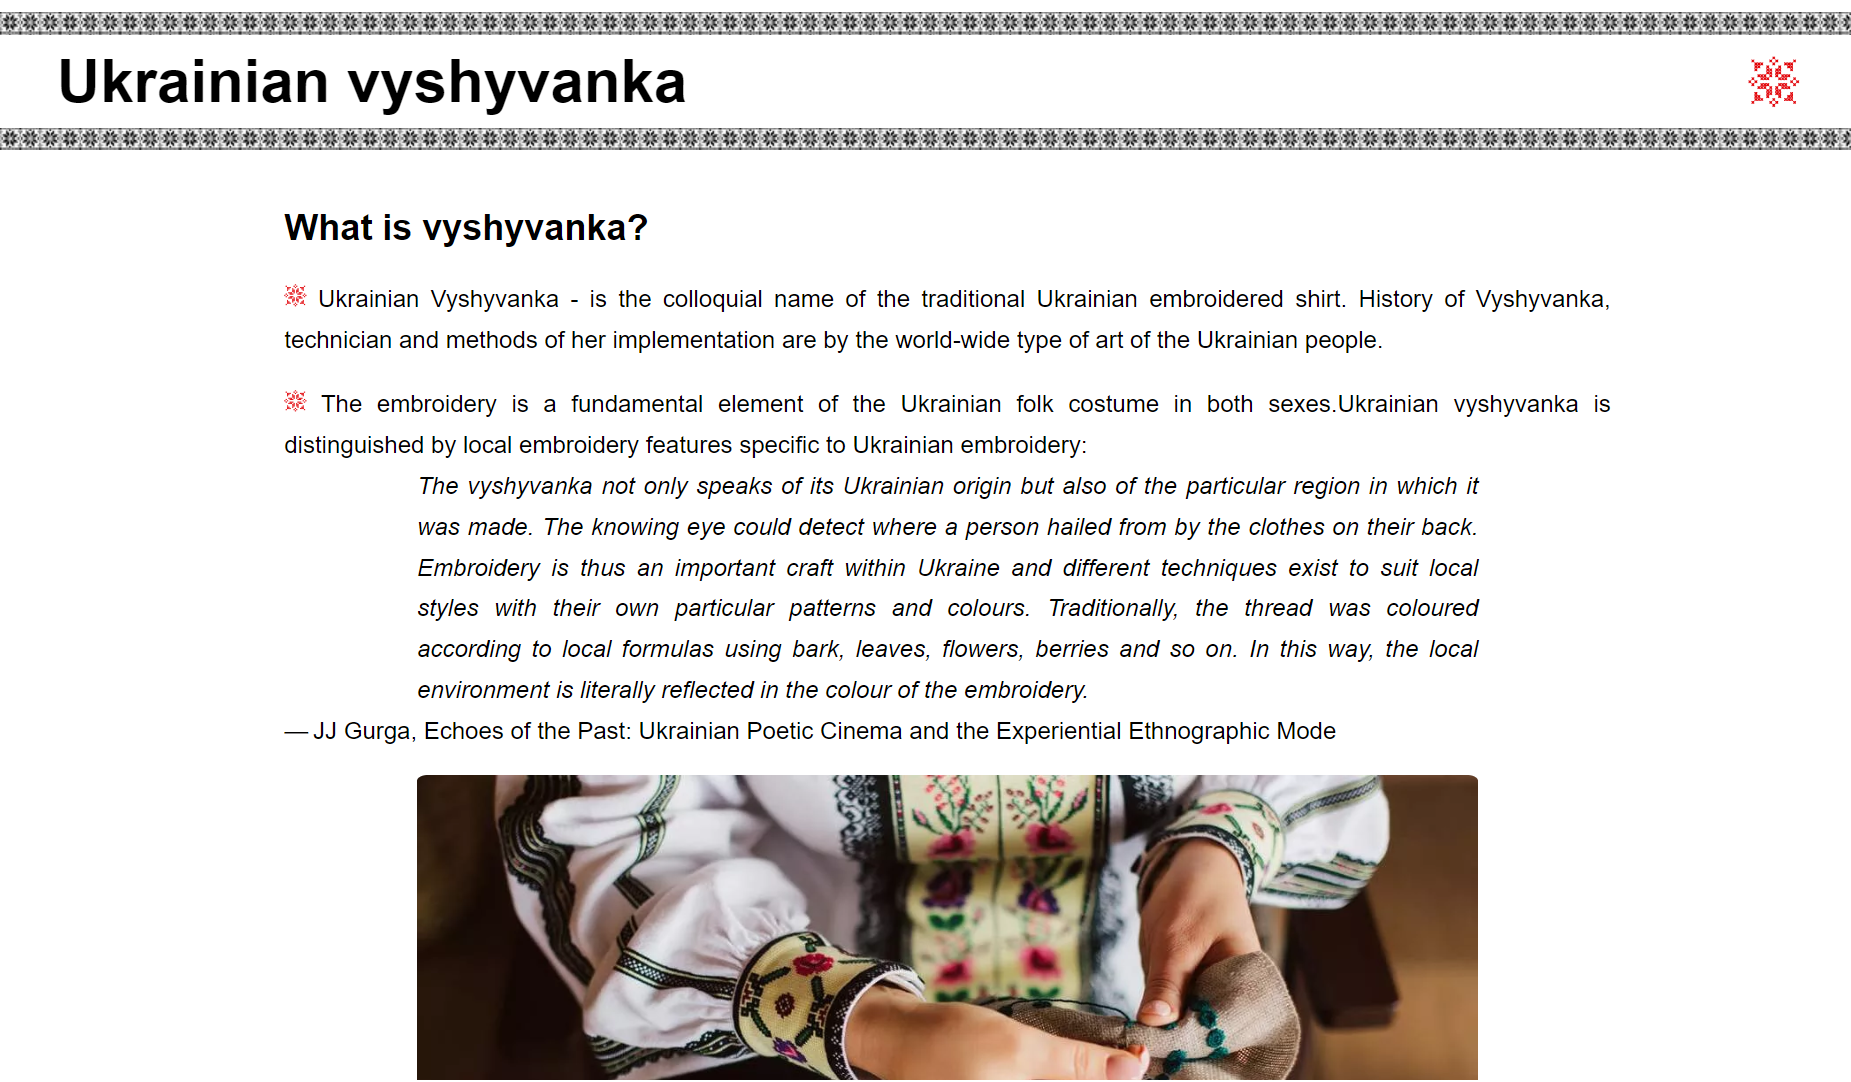 Ukrainian vyshyvanka
What is vyshyvanka?
Ukrainian Vyshyvanka - is the colloquial name of the traditional Ukrainian embroidered shirt. History of Vyshyvanka,
technician and methods of her implementation are by the world-wide type of art of the Ukrainian people.
The embroidery is a fundamental element of the Ukrainian folk costume in both sexes.Ukrainian vyshyvanka is
distinguished by local embroidery features specific to Ukrainian embroidery:
The vyshyvanka not only speaks of its Ukrainian origin but also of the particular region in which it
was made. The knowing eye could detect where a person hailed from by the clothes on their back.
Embroidery is thus an important craft within Ukraine and different techniques exist to suit local
styles with their own particular patterns and colours. Traditionally, the thread was coloured
according to local formulas using bark, leaves, flowers, berries and so on. In this way, the local
environment is literally reflected in the colour of the embroidery.
— JJ Gurga, Echoes of the Past: Ukrainian Poetic Cinema and the Experiential Ethnographic Mode